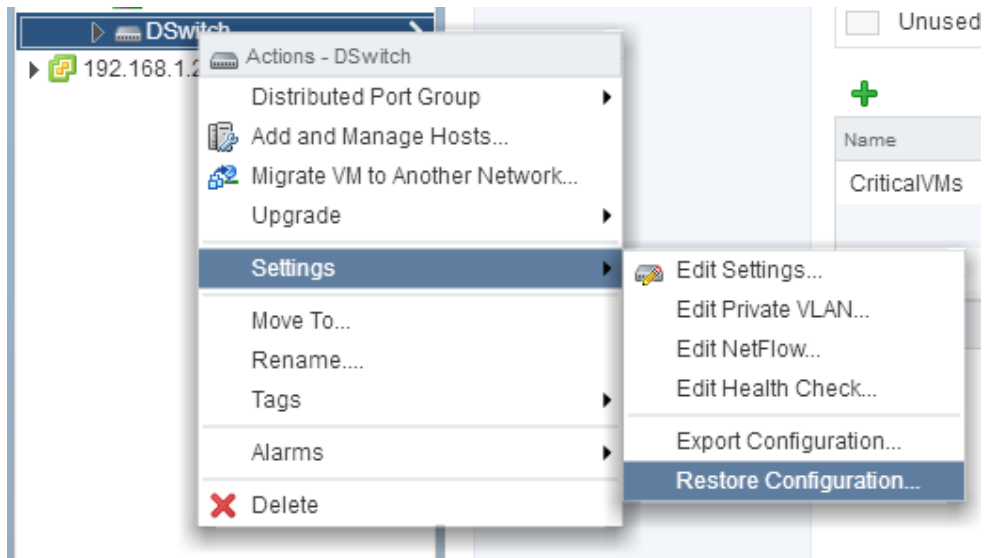 DSwitch
192.168.1.2
Actions - DSwitch
Distributed Port Group
Add and Manage Hosts...
Migrate VM to Another Network...
Upgrade
Settings
Move To...
Rename....
Tags
Alarms
Delete
Edit Settings...
Edit Private VLAN...
Edit NetFlow...
Edit Health Check...
Export Configuration...
Restore Configuration...
Unused
Name
CriticalVMs